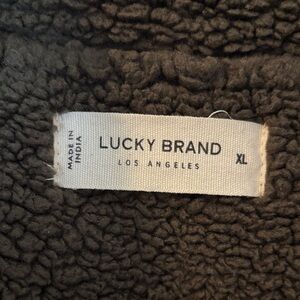 MADE IN
INDIA
LUCKY BRAND
LOS ANGELES
XL